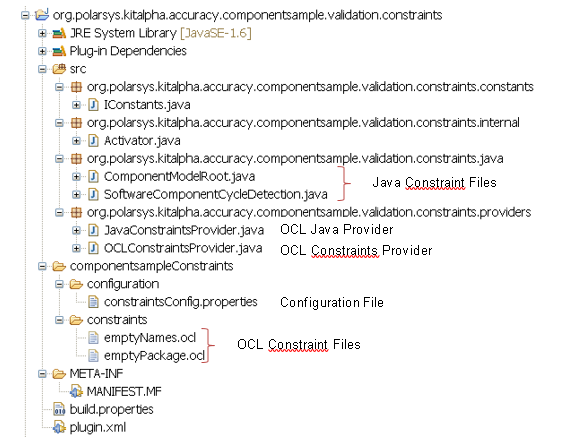 org.polarsys.kitalpha.accuracy.componentsample.validation.constraints
JRE System Library [JavaSE-1.6]
Plug-in Dependencies
src
org.polarsys.kitalpha.accuracy.componentsample.validation.constraints.constants
IConstants.java
org.polarsys.kitalpha.accuracy.componentsample.validation.constraints.internal
Activator.java
org.polarsys.kitalpha.accuracy.componentsample.validation.constraints.java
ComponentModelRoot.java
SoftwareComponentCycleDetection.java
Java Constraint Files
org.polarsys.kitalpha.accuracy.componentsample.validation.constraints.providers
JavaConstraintsProvider.java OCL Java Provider
OCLConstraintsProvider.java OCL Constraints Provider
componentsampleConstraints
configuration
constraintsConfig.properties Configuration File
constraints
emptyNames.ocl
emptyPackage.ocl
OCL Constraint Files
META-INF
MANIFEST.MF
build.properties
plugin.xml